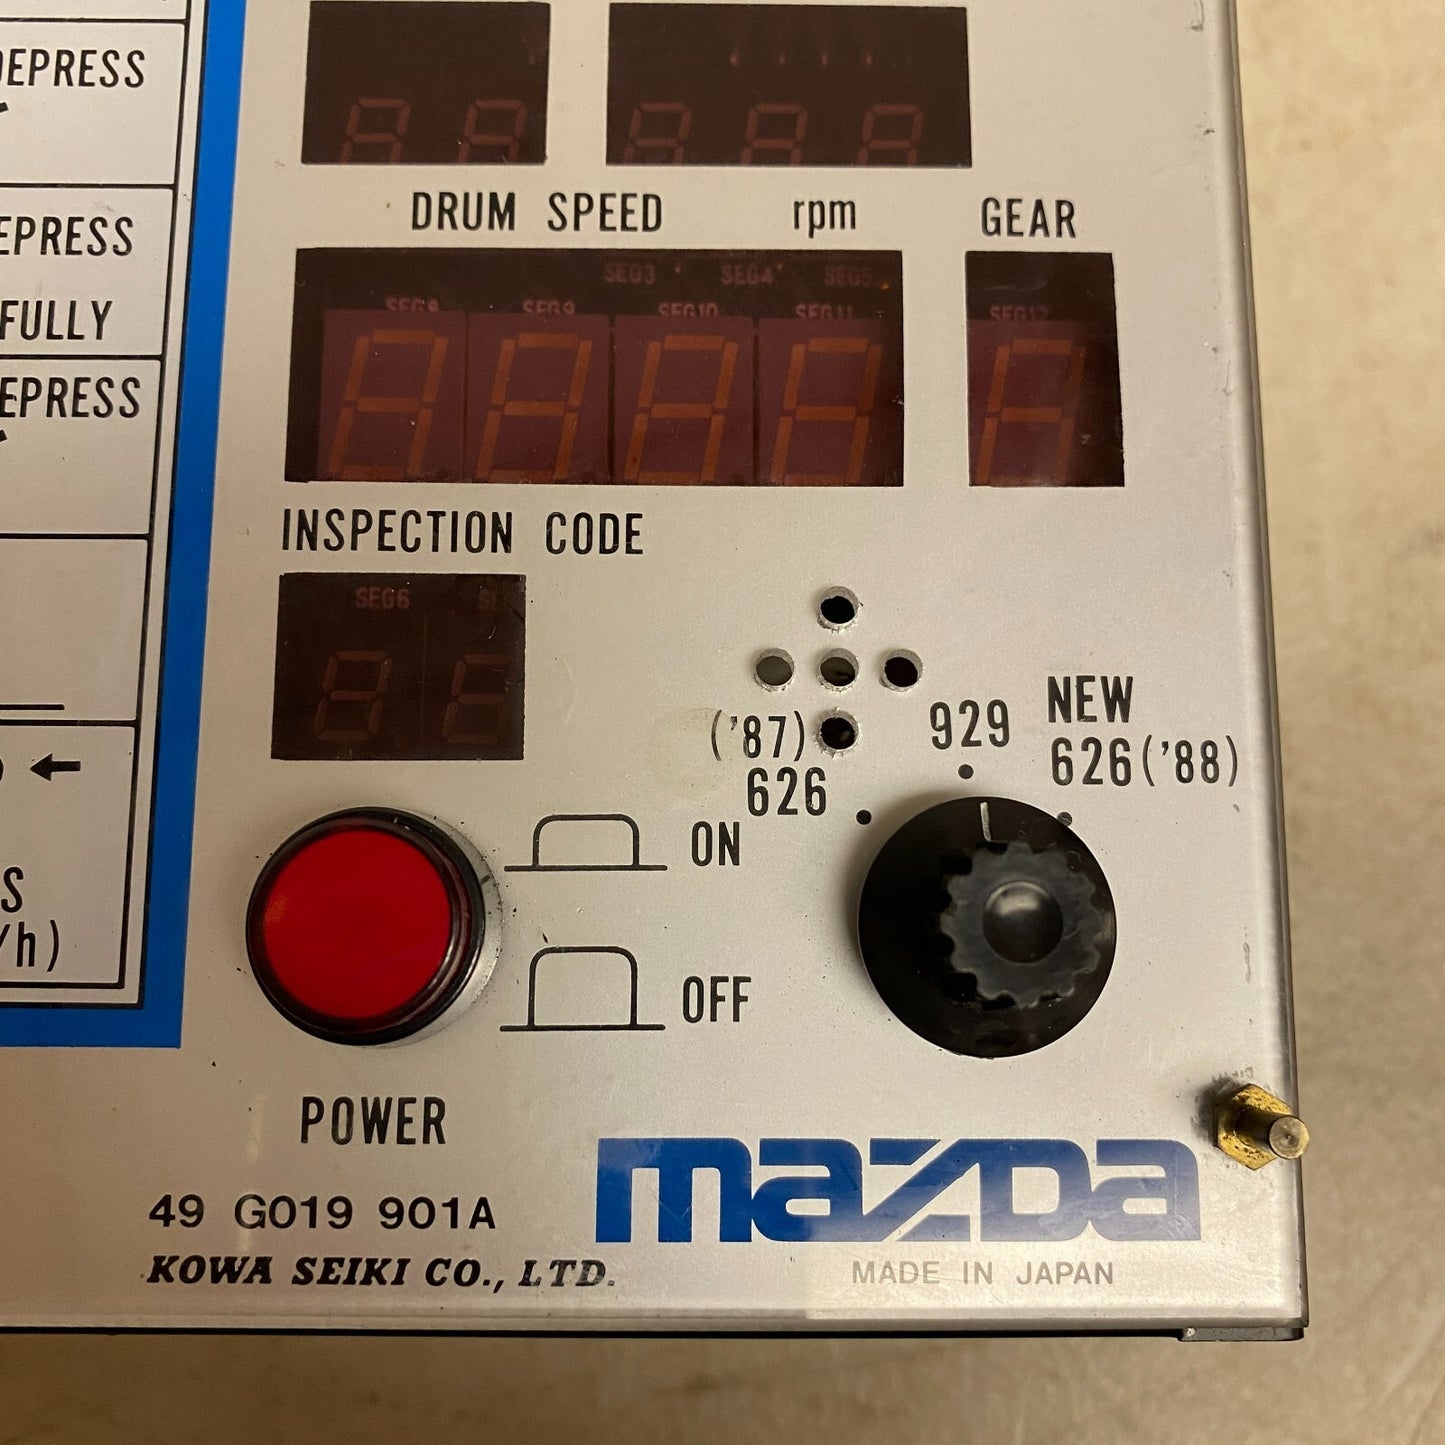 DEPRESS
EPRESS
FULLY
EPRESS
S
/h)
DRUM SPEED rpm
GEAR
SEG3 SEG4 SEG5
SEG8 SEG9 SEG10 SEG11 SEG12
INSPECTION CODE
SEG6
('87)
626
929
NEW
626('88)
ON
OFF
POWER
49 G019 901A
KOWA SEIKI CO., LTD.
mazda
MADE IN JAPAN